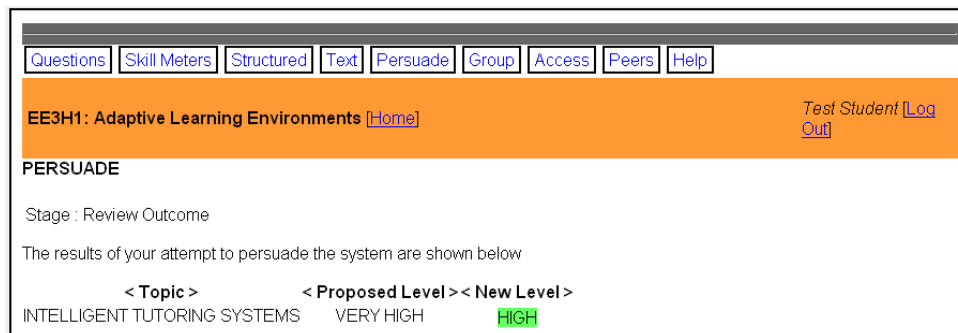 Questions Skill Meters Structured Text Persuade Group Access Peers Help
EE3H1: Adaptive Learning Environments [Home]
Test Student [Log
Out]
PERSUADE
Stage : Review Outcome
The results of your attempt to persuade the system are shown below
< Topic > < Proposed Level > < New Level >
INTELLIGENT TUTORING SYSTEMS VERY HIGH HIGH